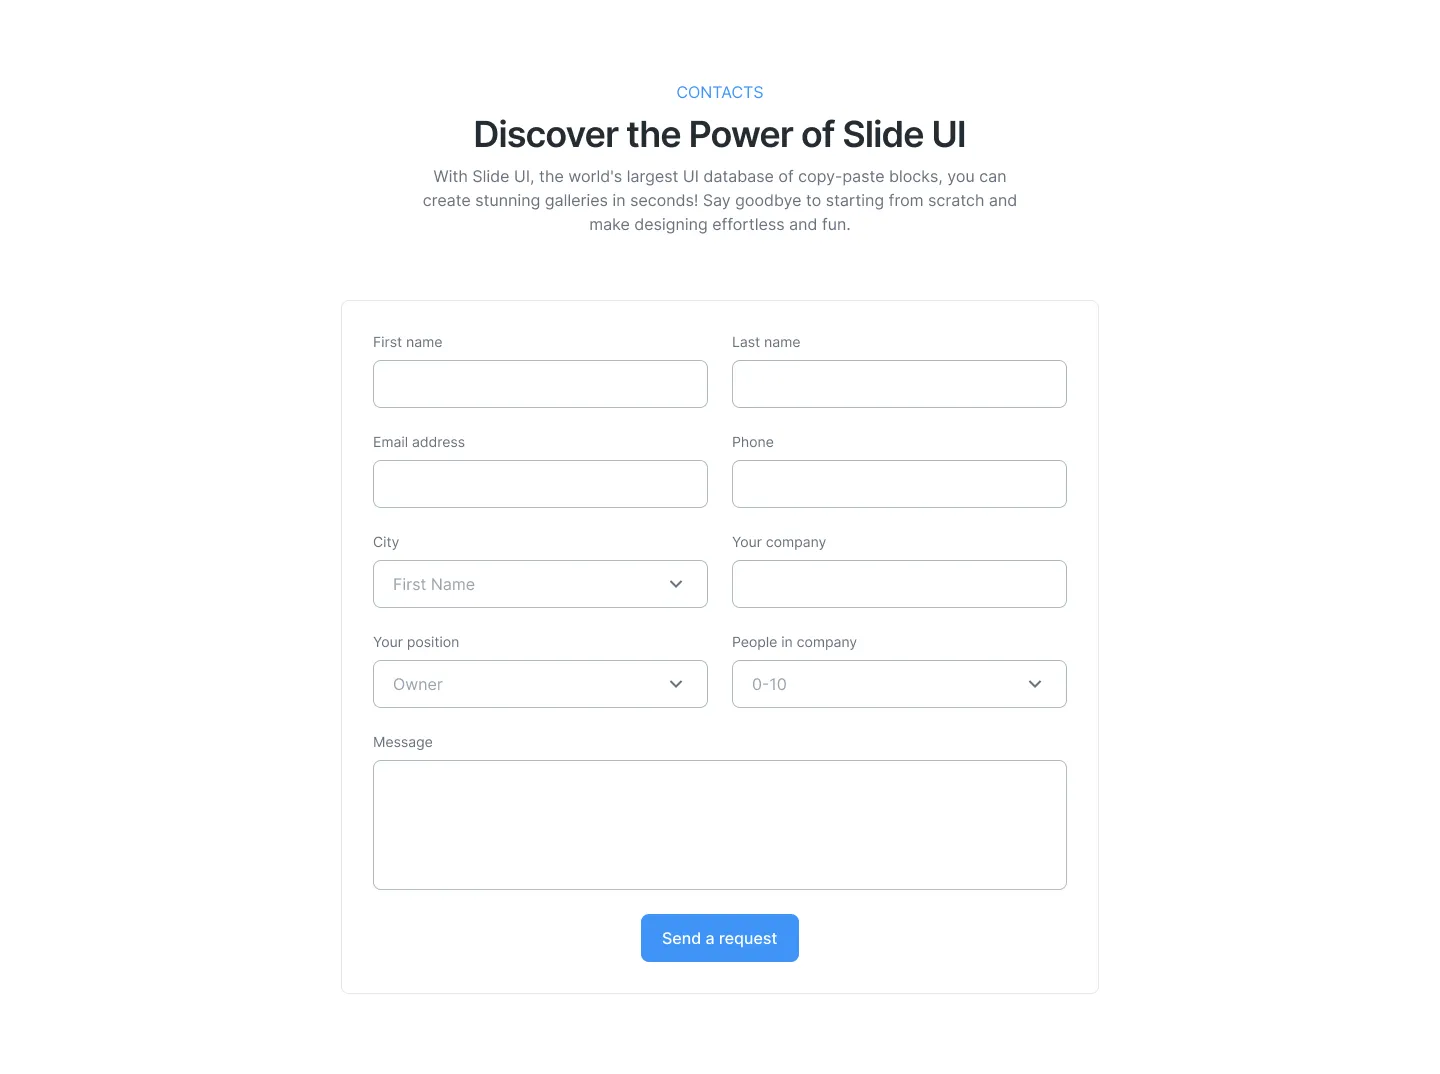 CONTACTS
Discover the Power of Slide UI
With Slide UI, the world's largest UI database of copy-paste blocks, you can
create stunning galleries in seconds! Say goodbye to starting from scratch and
make designing effortless and fun.
First name
Last name
Email address
Phone
City
Your company
First Name
Your position
People in company
Owner
0-10
Message
Send a request